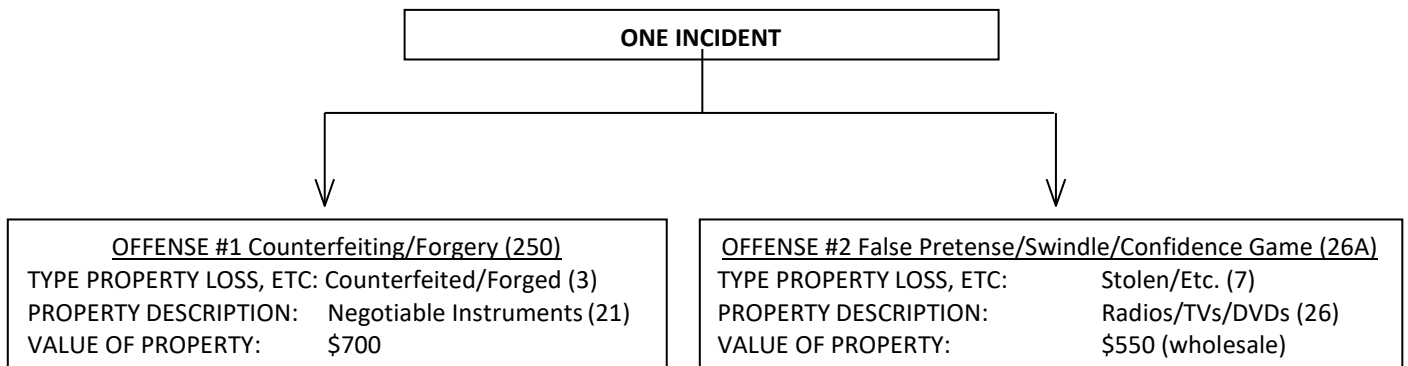 ONE INCIDENT
OFFENSE #1 Counterfeiting/Forgery (250)
TYPE PROPERTY LOSS, ETC: Counterfeited/Forged (3)
PROPERTY DESCRIPTION: Negotiable Instruments (21)
VALUE OF PROPERTY: $700
OFFENSE #2 False Pretense/Swindle/Confidence Game (26A)
TYPE PROPERTY LOSS, ETC: Stolen/Etc. (7)
PROPERTY DESCRIPTION: Radios/TVs/DVDs (26)
VALUE OF PROPERTY: $550 (wholesale)